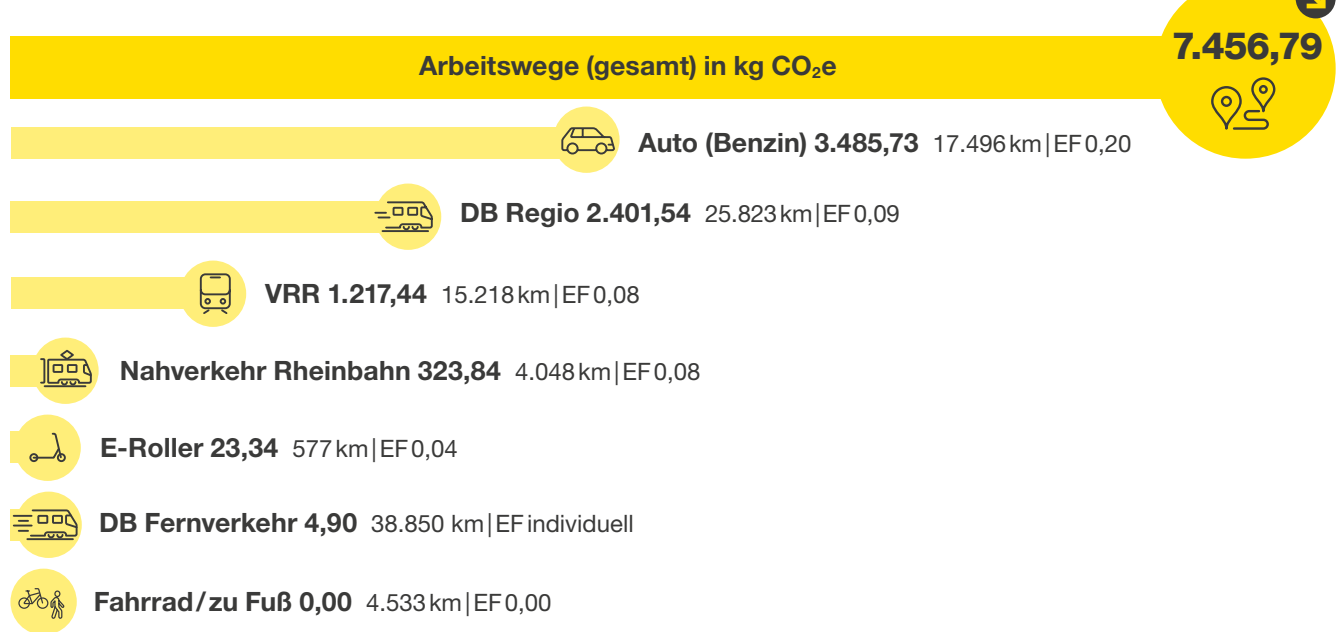 7.456,79
Arbeitswege (gesamt) in kg CO₂e
Auto (Benzin) 3.485,73 17.496 km|EF 0,20
DB Regio 2.401,54 25.823 km|EF 0,09
VRR 1.217,44 15.218 km|EF 0,08
Nahverkehr Rheinbahn 323,84 4.048 km|EF 0,08
E-Roller 23,34 577 km|EF 0,04
DB Fernverkehr 4,90 38.850 km|EF individuell
Fahrrad/zu Fuß 0,00 4.533 km|EF 0,00